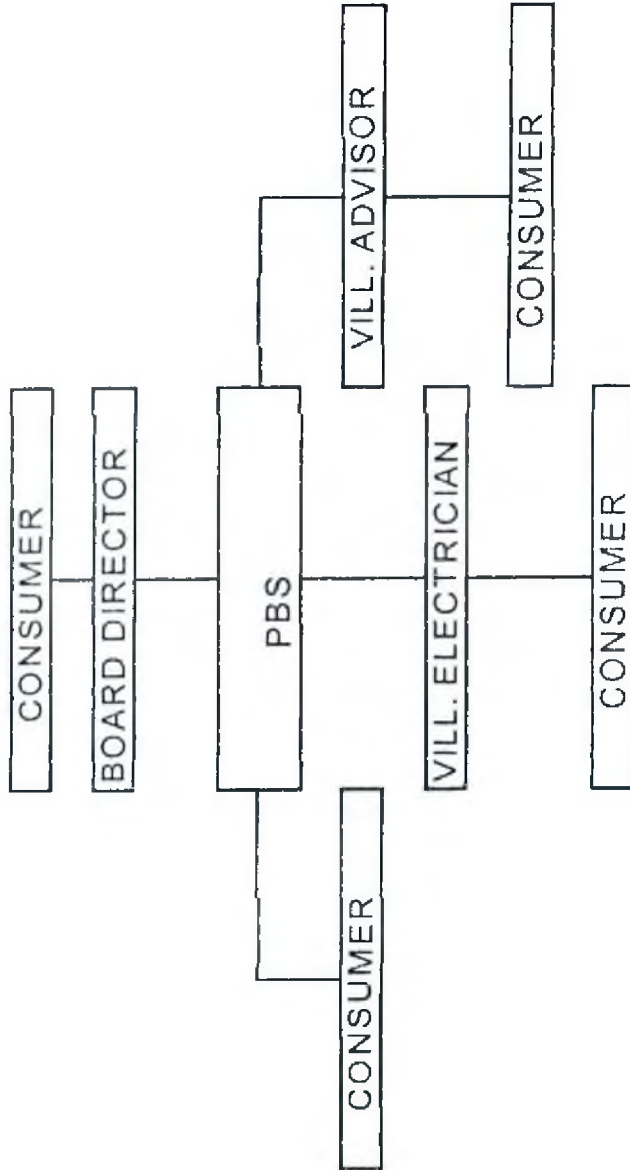 CONSUMER
BOARD DIRECTOR
PBS
CONSUMER
VILL. ADVISOR
VILL. ELECTRICIAN
CONSUMER
CONSUMER